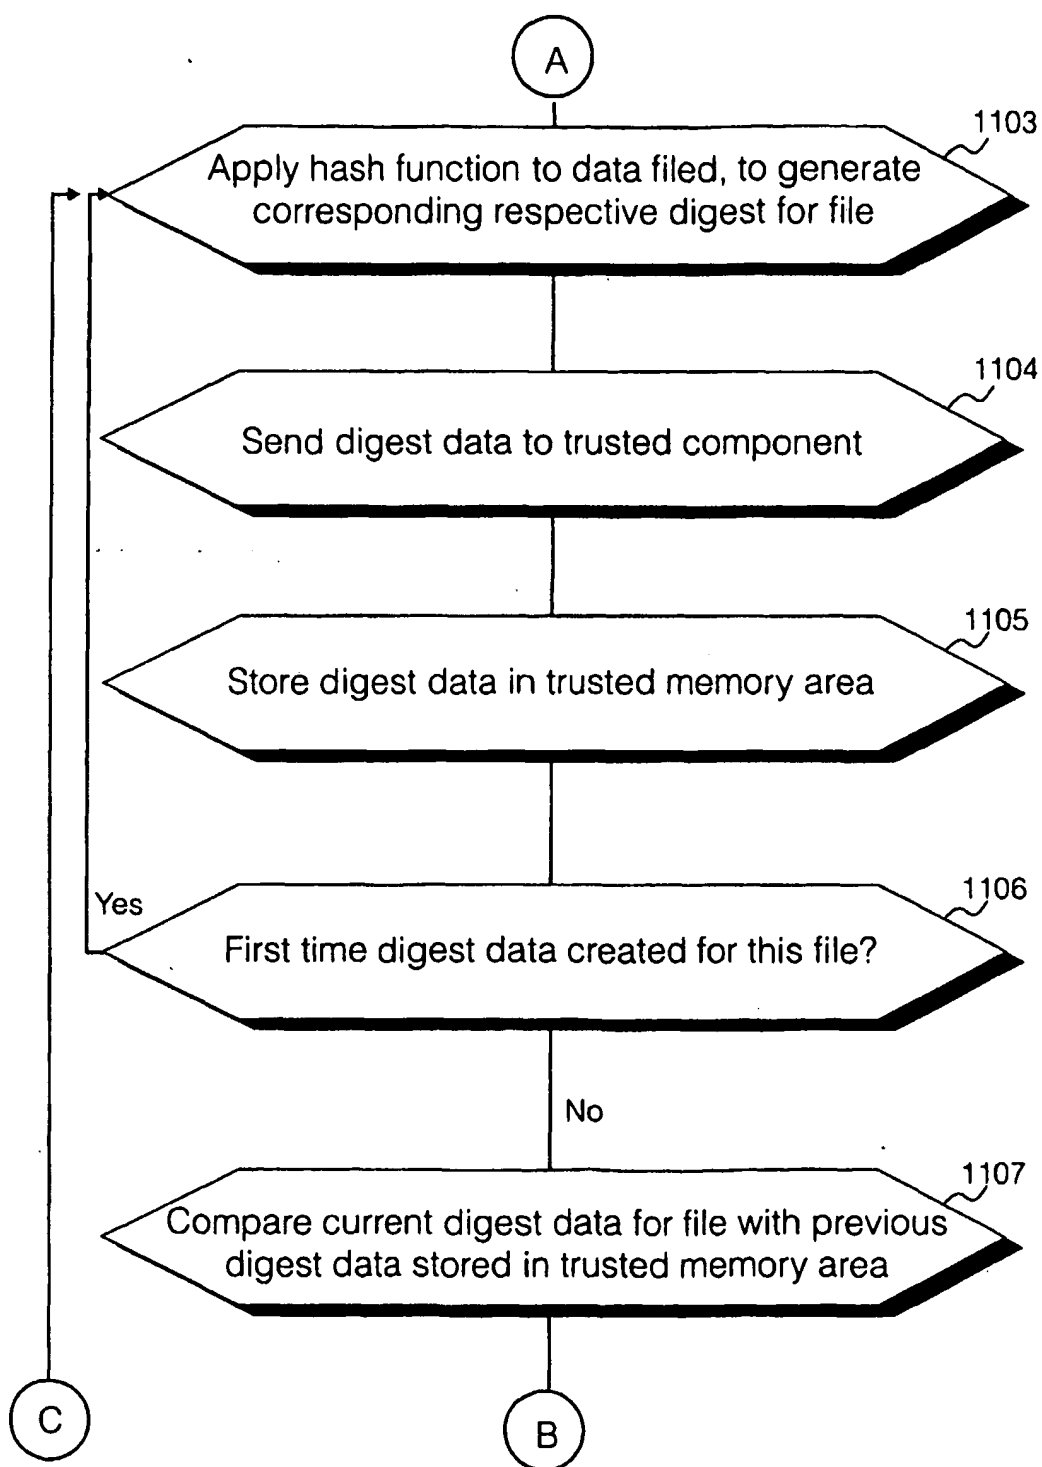 A
1103
Apply hash function to data filed, to generate
corresponding respective digest for file
1104
Send digest data to trusted component
1105
Store digest data in trusted memory area
1106
Yes
First time digest data created for this file?
No
1107
Compare current digest data for file with previous
digest data stored in trusted memory area
C
B